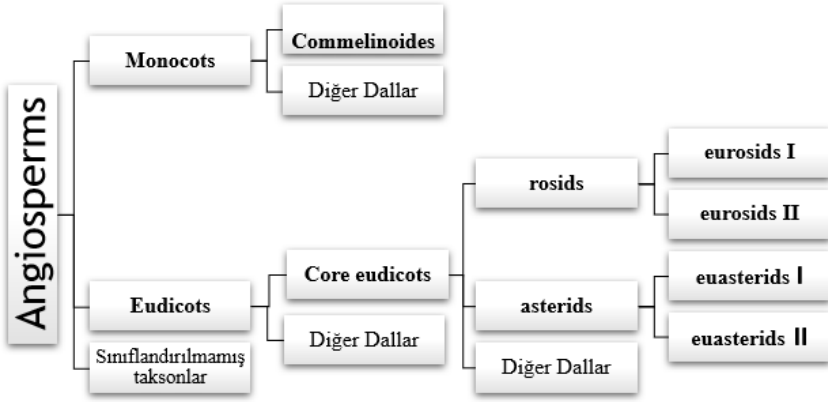 Angiosperms
Monocots
Commelinoides
Diğer Dallar
Eudicots
Core eudicots
Diğer Dallar
rosids
eurosids I
eurosids II
asterids
euasterids I
euasterids II
Diğer Dallar
Sınıflandırılmamış
taksonlar